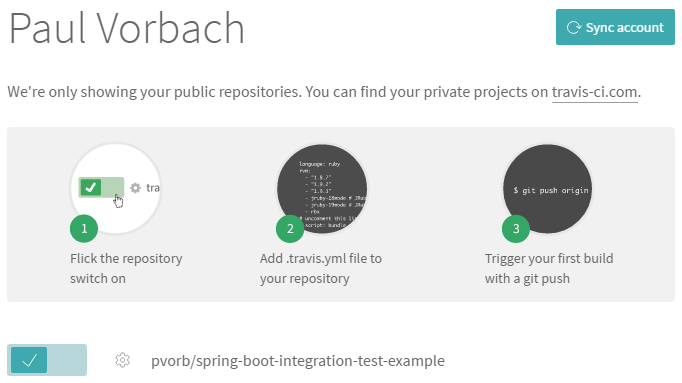 Paul Vorbach
Sync account
We're only showing your public repositories. You can find your private projects on travis-ci.com.
tra
language: ruby
rvm:
- "1.8.7"
- "1.9.2"
- "1.9.3"
- jruby-18mode # JRu
- jruby-19mode # JRu
- rbx
# uncomment this li
script: bundle
$ git push origin
1
2
3
Flick the repository
switch on
Add .travis.yml file to
your repository
Trigger your first build
with a git push
pvorb/spring-boot-integration-test-example